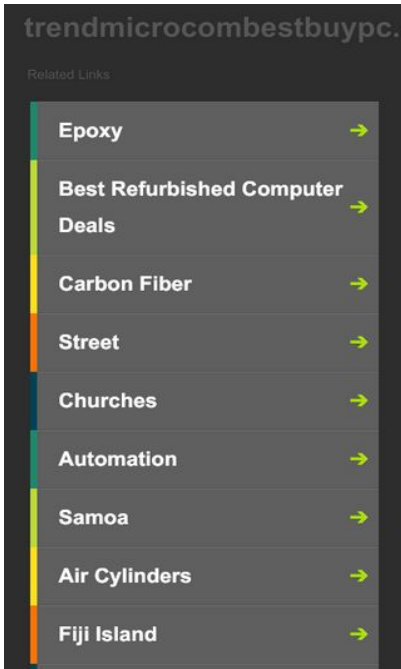 trendmicrocombestbuypc.
Related Links
Epoxy
Best Refurbished Computer
Deals
Carbon Fiber
Street
Churches
Automation
Samoa
Air Cylinders
Fiji Island